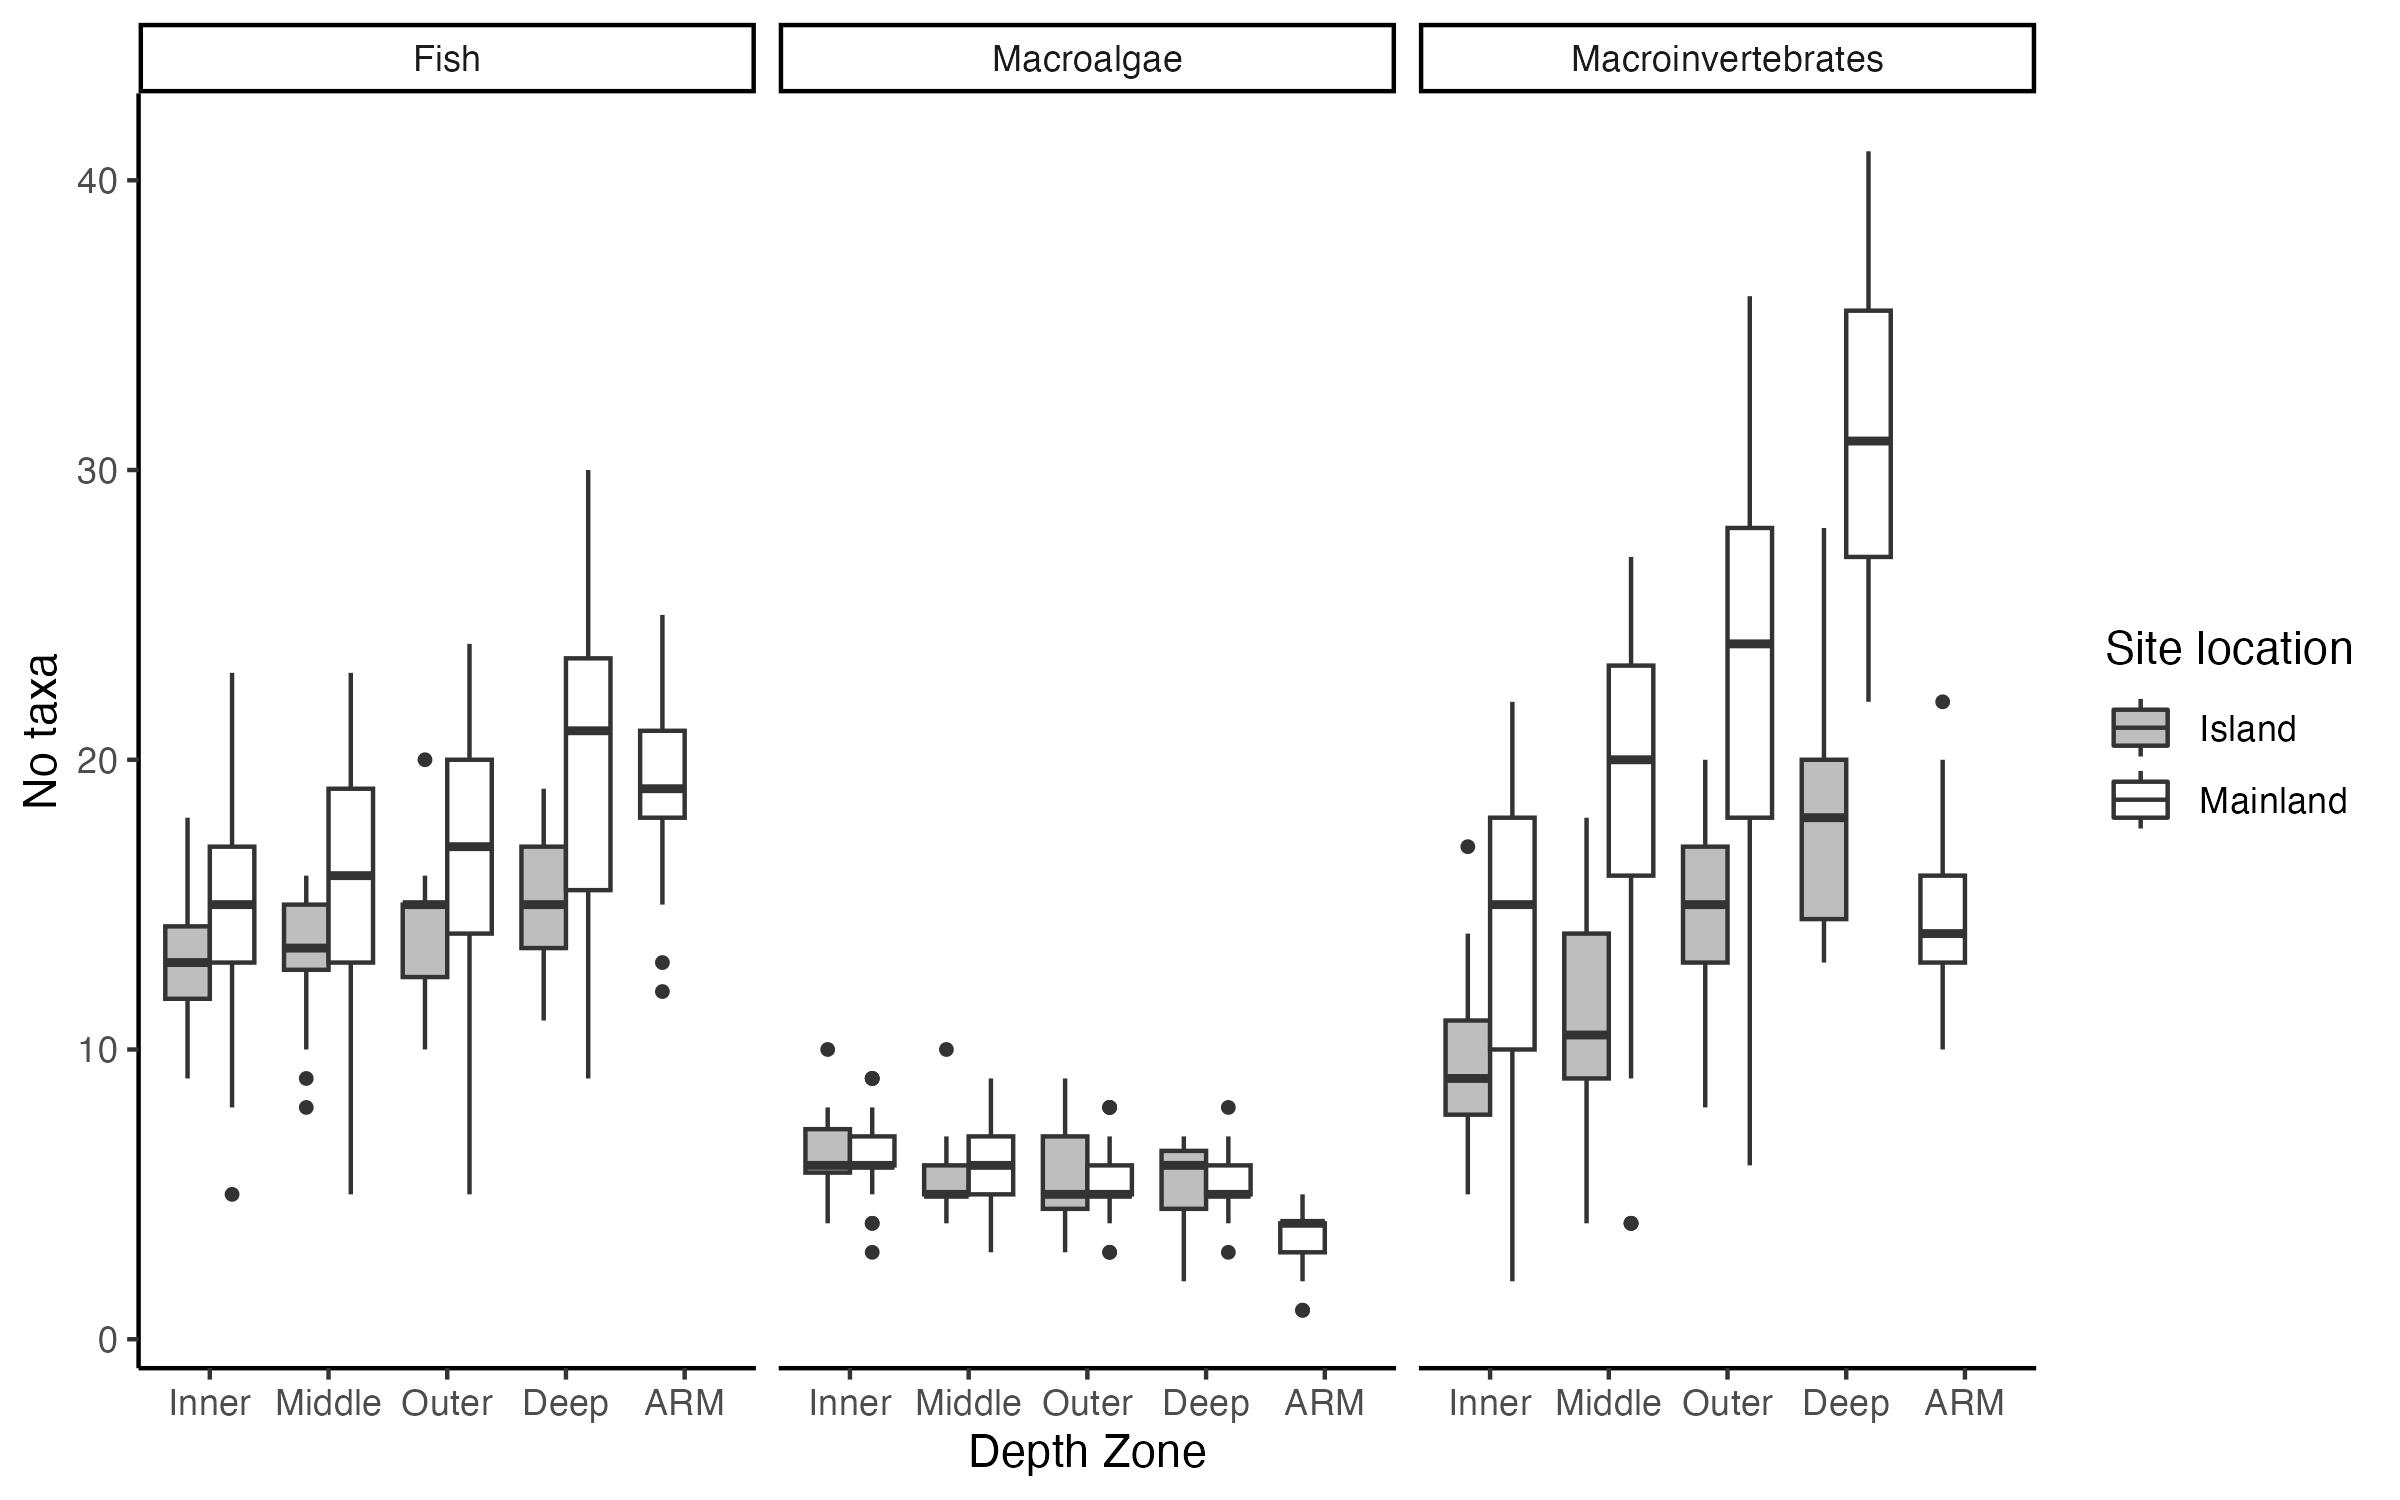 Fish
Macroalgae
Macroinvertebrates
No taxa
40
30
20
10
0
Inner Middle Outer Deep ARM
Inner Middle Outer Deep ARM
Inner Middle Outer Deep ARM
Depth Zone
Site location
Island
Mainland